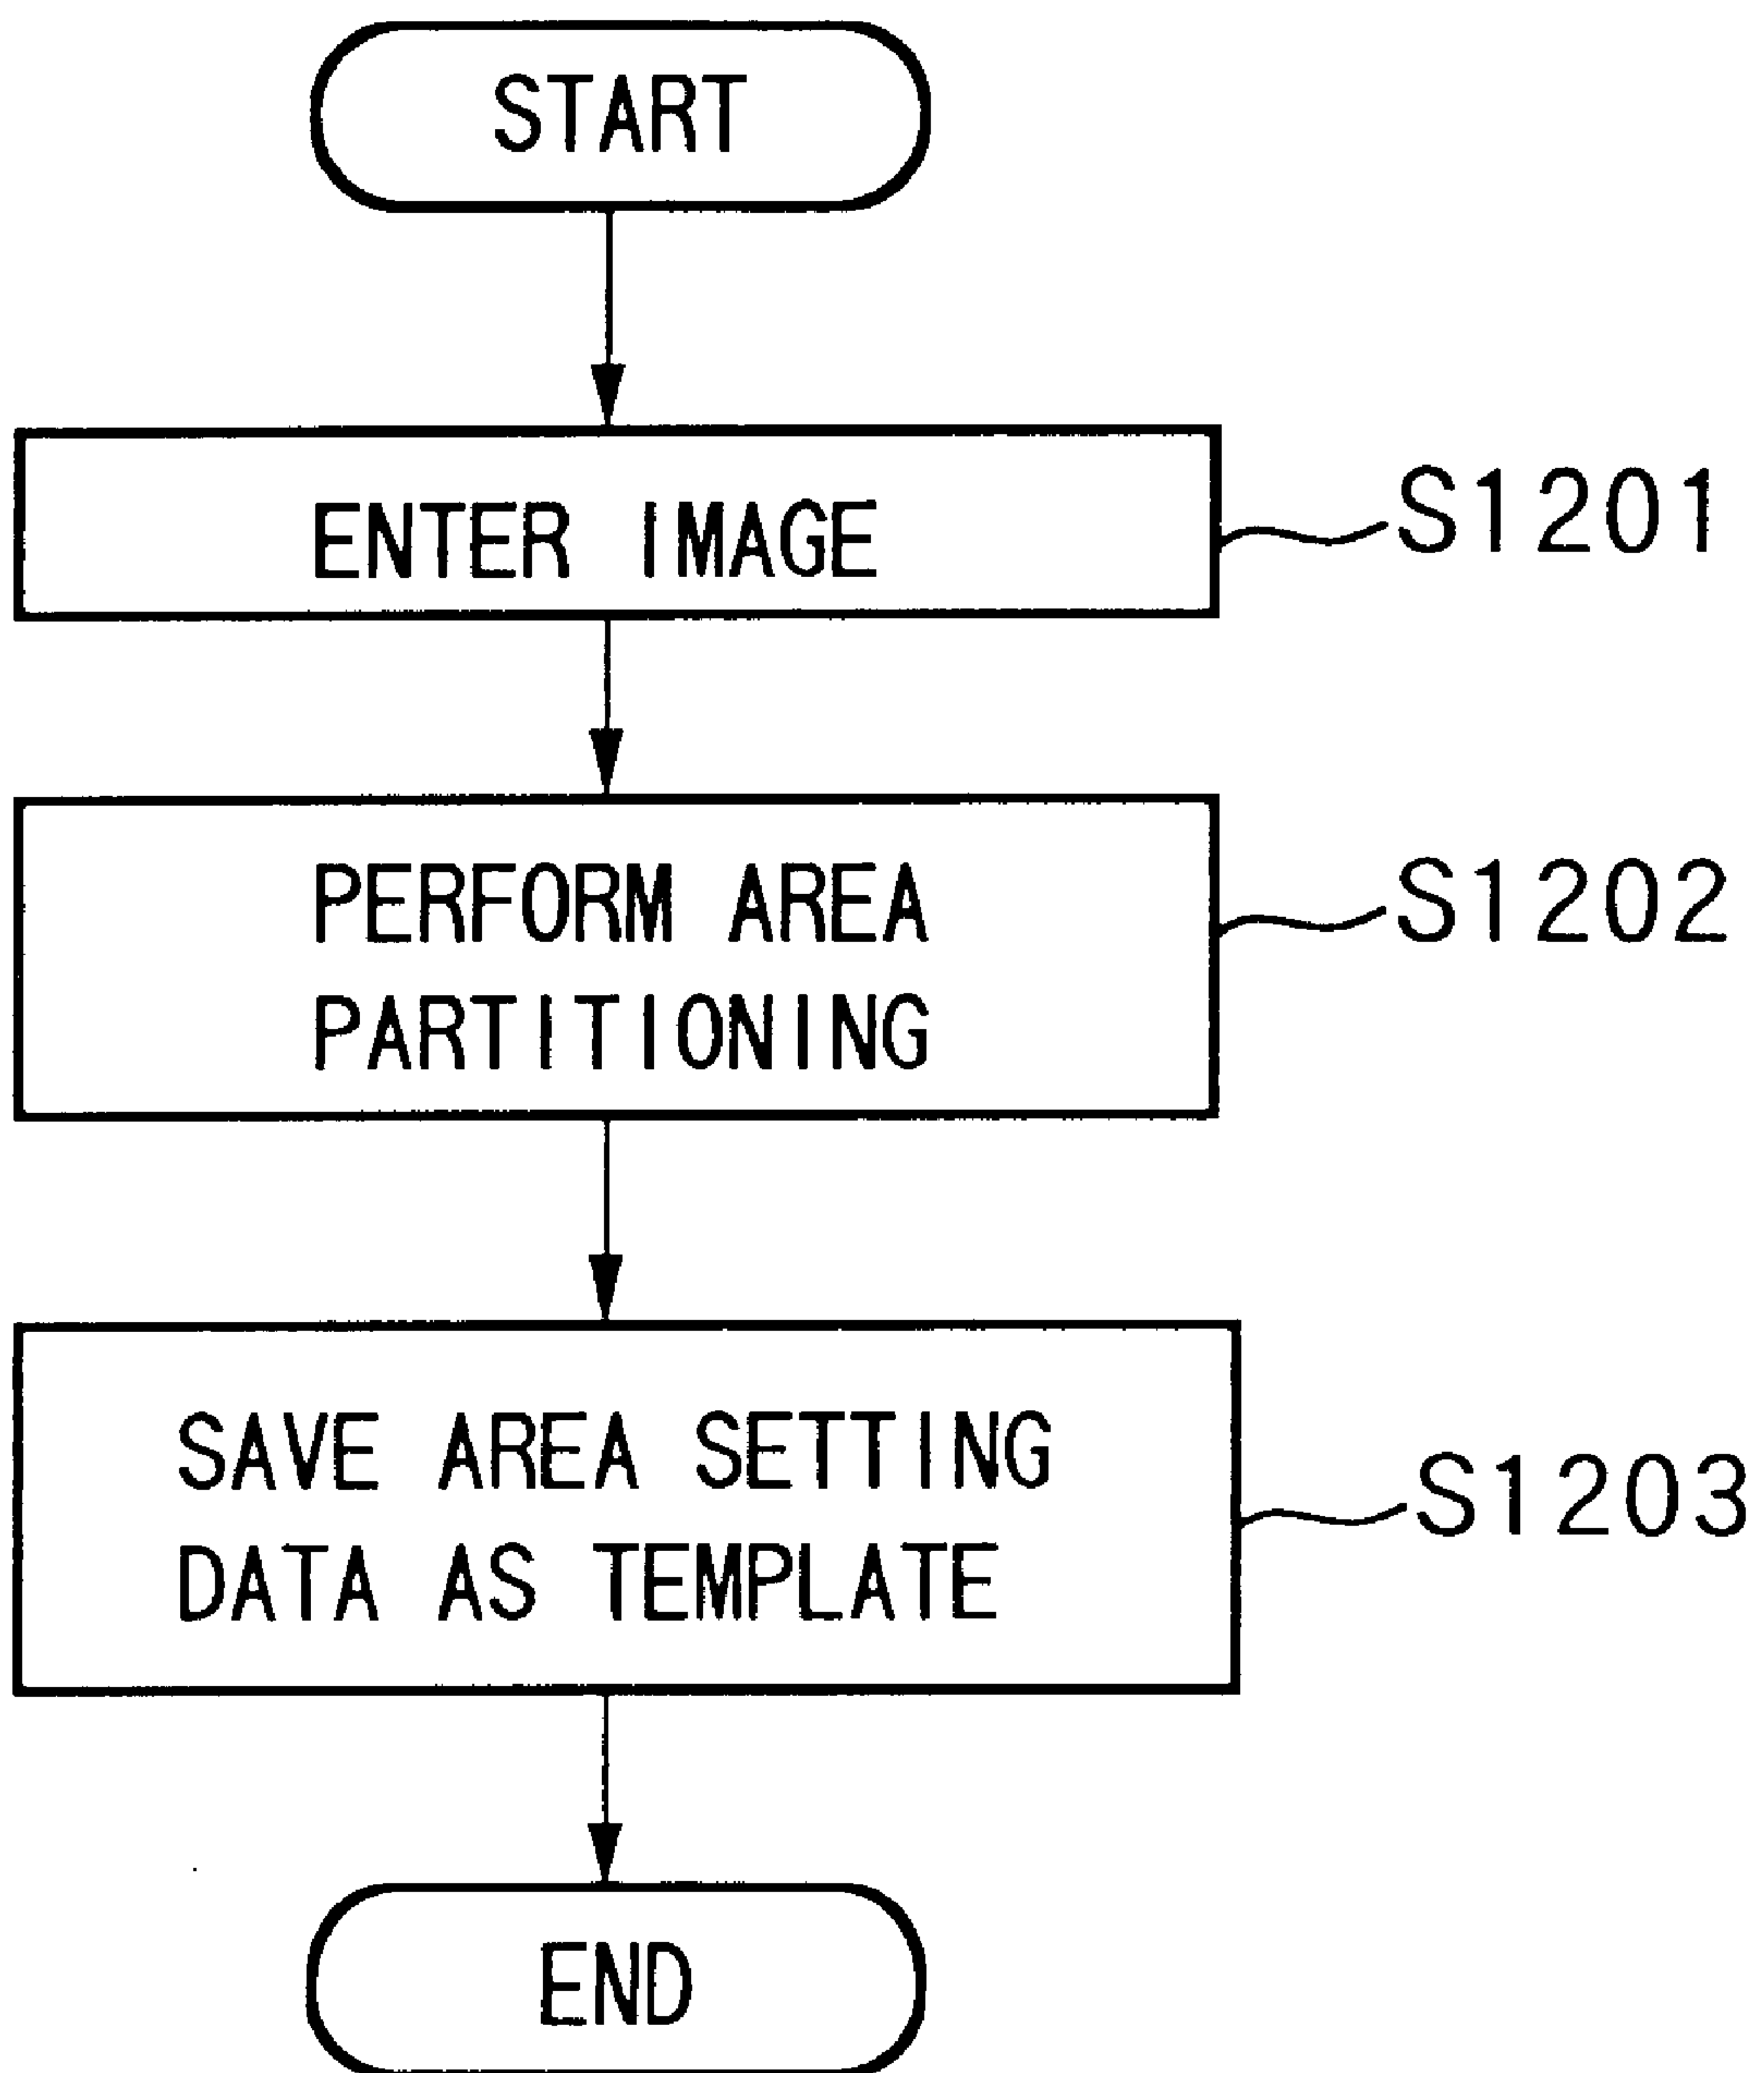 START
ENTER IMAGE
S1201
PERFORM AREA
PARTITIONING
S1202
SAVE AREA SETTING
DATA AS TEMPLATE
S1203
END